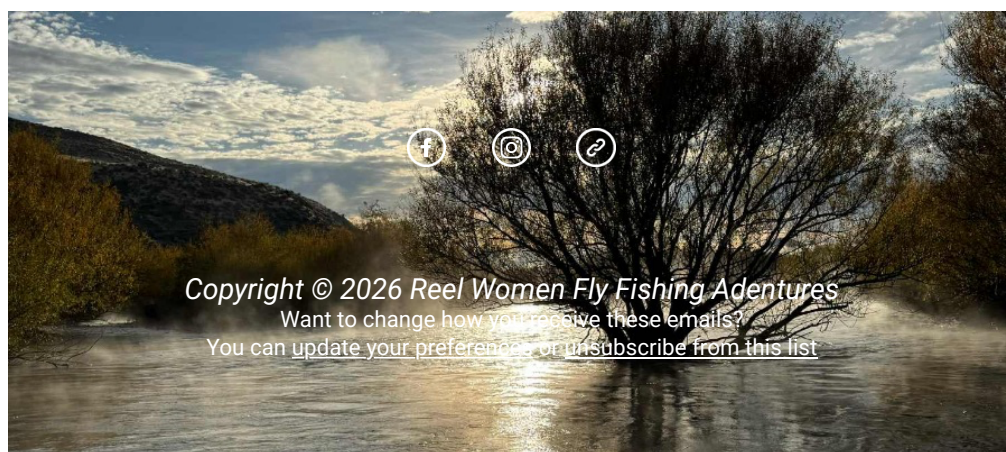 Copyright © 2026 Reel Women Fly Fishing Adentures
Want to change how you receive these emails?
You can update your preferences or unsubscribe from this list